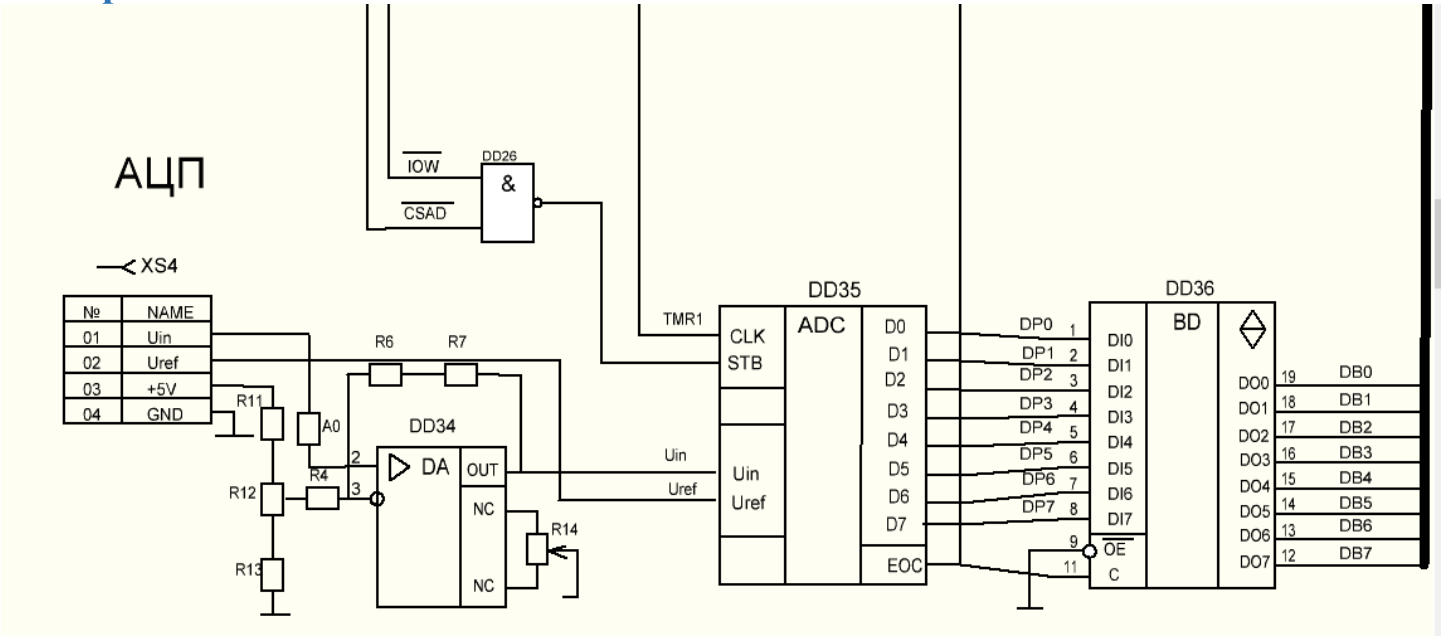 IOW
CSAD
DD26
&
АЦП
XS4
№ NAME
01 Uin
02 Uref
03 +5V
04 GND
R11
A0
R12
R4
R13
2
3
R6
R7
DD34
DA
OUT
NC
NC
R14
TMR1
Uin
Uref
DD35
ADC
CLK
STB
Uin
Uref
D0
D1
D2
D3
D4
D5
D6
D7
EOC
DP0 1
DP1 2
DP2 3
DP3 4
DP4 5
DP5 6
DP6 7
DP7 8
9
11
DD36
BD
DI0
DI1
DI2
DI3
DI4
DI5
DI6
DI7
OE
C
DO0 19 DB0
DO1 18 DB1
DO2 17 DB2
DO3 16 DB3
DO4 15 DB4
DO5 14 DB5
DO6 13 DB6
DO7 12 DB7